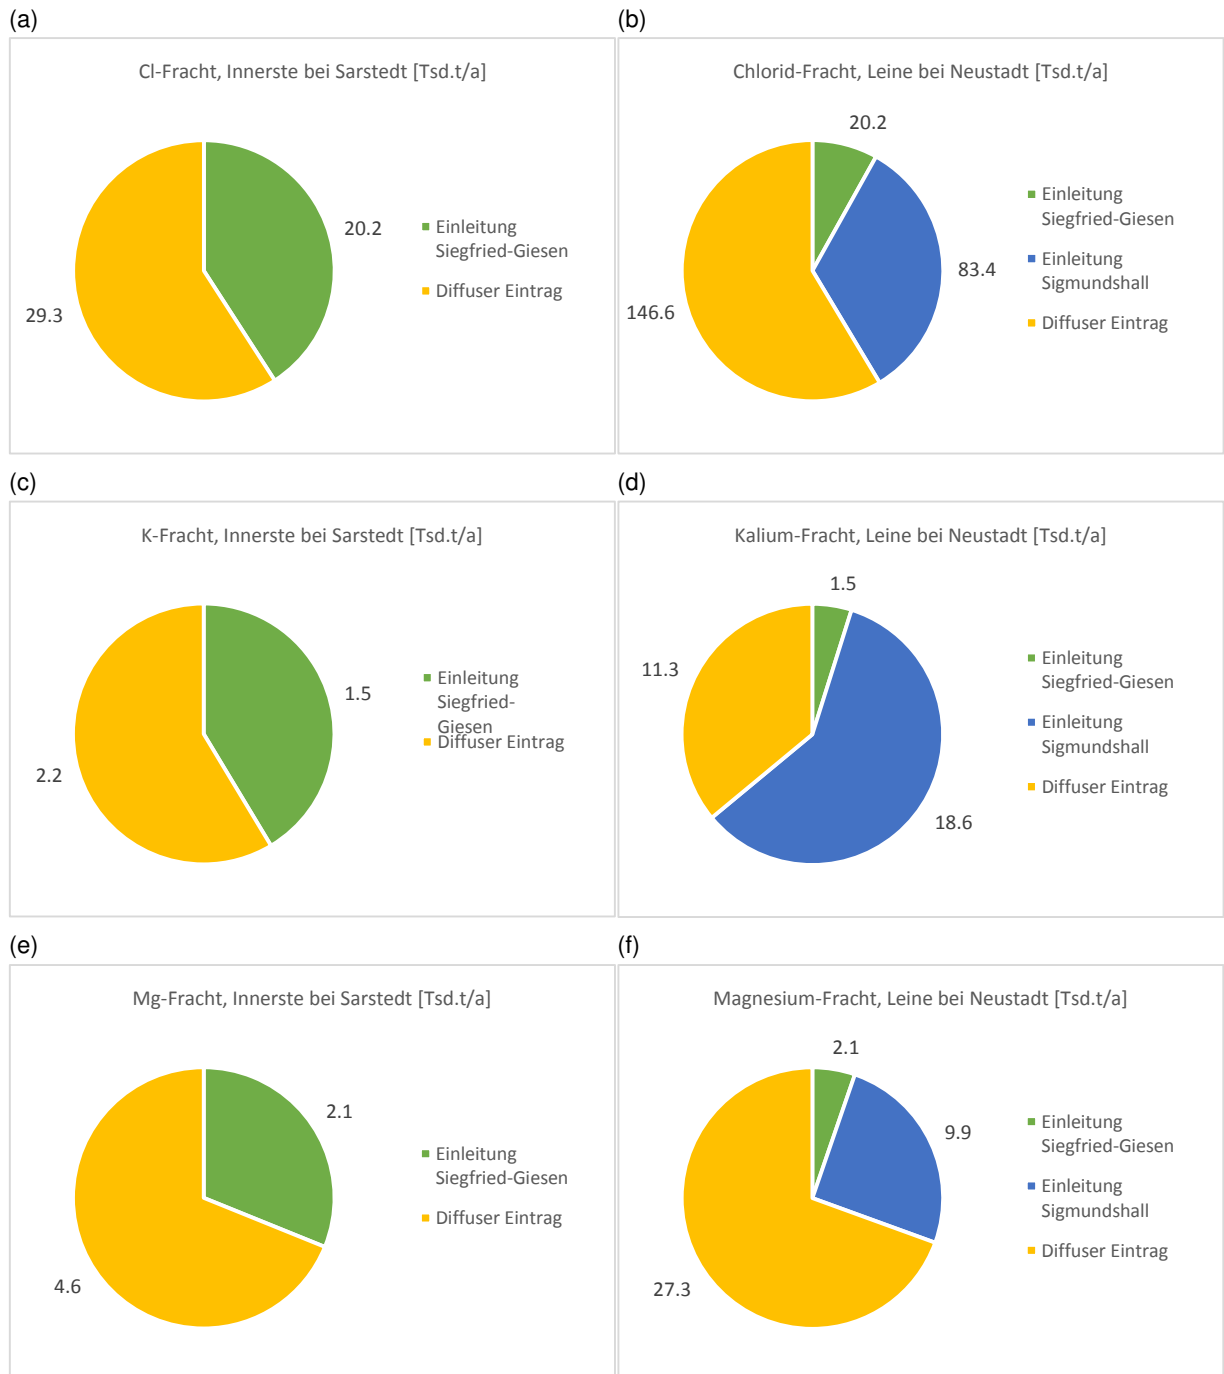 (a)
Cl-Fracht, Innerste bei Sarstedt [Tsd.t/a]
20.2
29.3
Einleitung
Siegfried-Giesen
Diffuser Eintrag
(b)
Chlorid-Fracht, Leine bei Neustadt [Tsd.t/a]
20.2
83.4
146.6
Einleitung
Siegfried-Giesen
Einleitung
Sigmundshall
Diffuser Eintrag
(c)
K-Fracht, Innerste bei Sarstedt [Tsd.t/a]
1.5
2.2
Einleitung
Siegfried-
Giesen
Diffuser Eintrag
(d)
Kalium-Fracht, Leine bei Neustadt [Tsd.t/a]
1.5
11.3
18.6
Einleitung
Siegfried-Giesen
Einleitung
Sigmundshall
Diffuser Eintrag
(e)
Mg-Fracht, Innerste bei Sarstedt [Tsd.t/a]
2.1
4.6
Einleitung
Siegfried-Giesen
Diffuser Eintrag
(f)
Magnesium-Fracht, Leine bei Neustadt [Tsd.t/a]
2.1
9.9
27.3
Einleitung
Siegfried-Giesen
Einleitung
Sigmundshall
Diffuser Eintrag